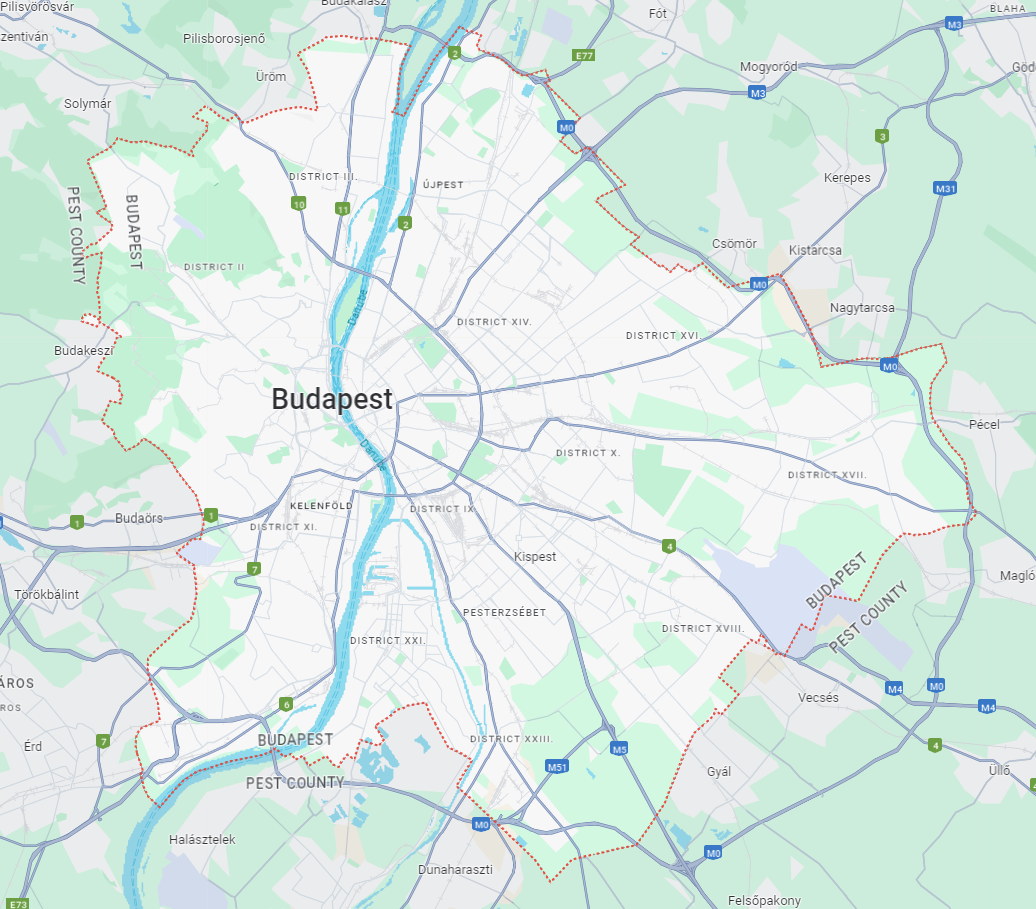 Pilisvörösvár
Budakalász
Fót
BLAHA
M3
zentiván
Pilisborosjenő
2
E77
Mogyoród
Göd
Üröm
M3
Solymár
M0
3
DISTRICT III.
ÚJPEST
Kerepes
M31
PEST COUNTY
BUDAPEST
10
11
2
Csömör
Kistarcsa
DISTRICT II
M0
Danube
Nagytarcsa
DISTRICT XIV.
DISTRICT XVI.
Budakeszi
M0
Budapest
Pécel
Danube
DISTRICT X.
DISTRICT XVII.
KELENFÖLD
DISTRICT IX.
Budaörs
1
1
DISTRICT XI.
4
Kispest
7
BUDAPEST
PEST COUNTY
Magló
Törökbálint
PESTERZSÉBET
DISTRICT XVIII.
DISTRICT XXI.
ÁROS
ROS
Vecsés
M4
M0
M4
6
7
BUDAPEST
DISTRICT XXIII.
M5
4
Érd
M51
Gyál
Üllő
PEST COUNTY
4
M0
Halásztelek
M0
Dunaharaszti
E73
Felsőpakony